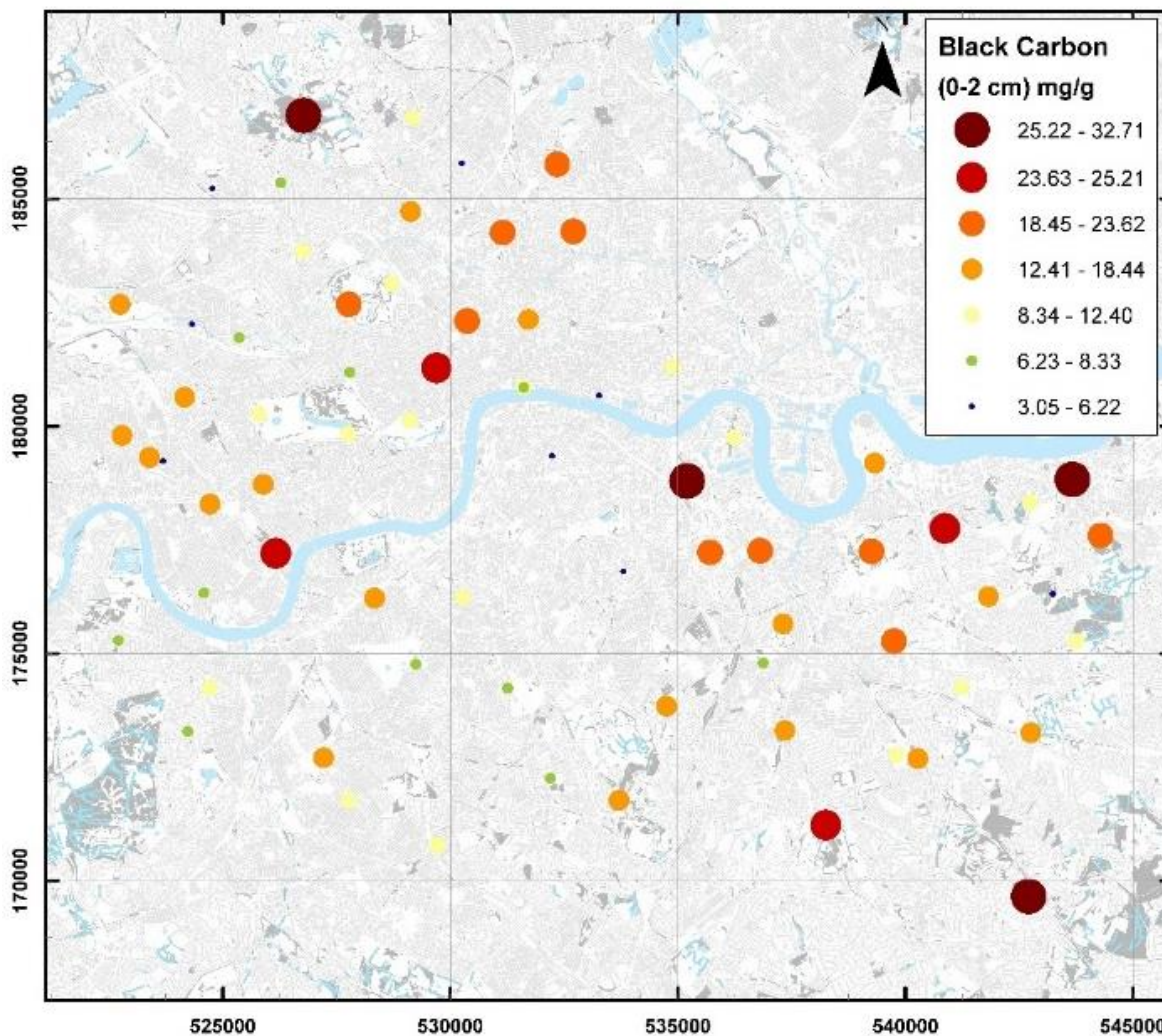 Black Carbon
(0-2 cm) mg/g
25.22 - 32.71
23.63 - 25.21
18.45 - 23.62
12.41 - 18.44
8.34 - 12.40
6.23 - 8.33
3.05 - 6.22
185000
180000
175000
170000
525000
530000
535000
540000
545000